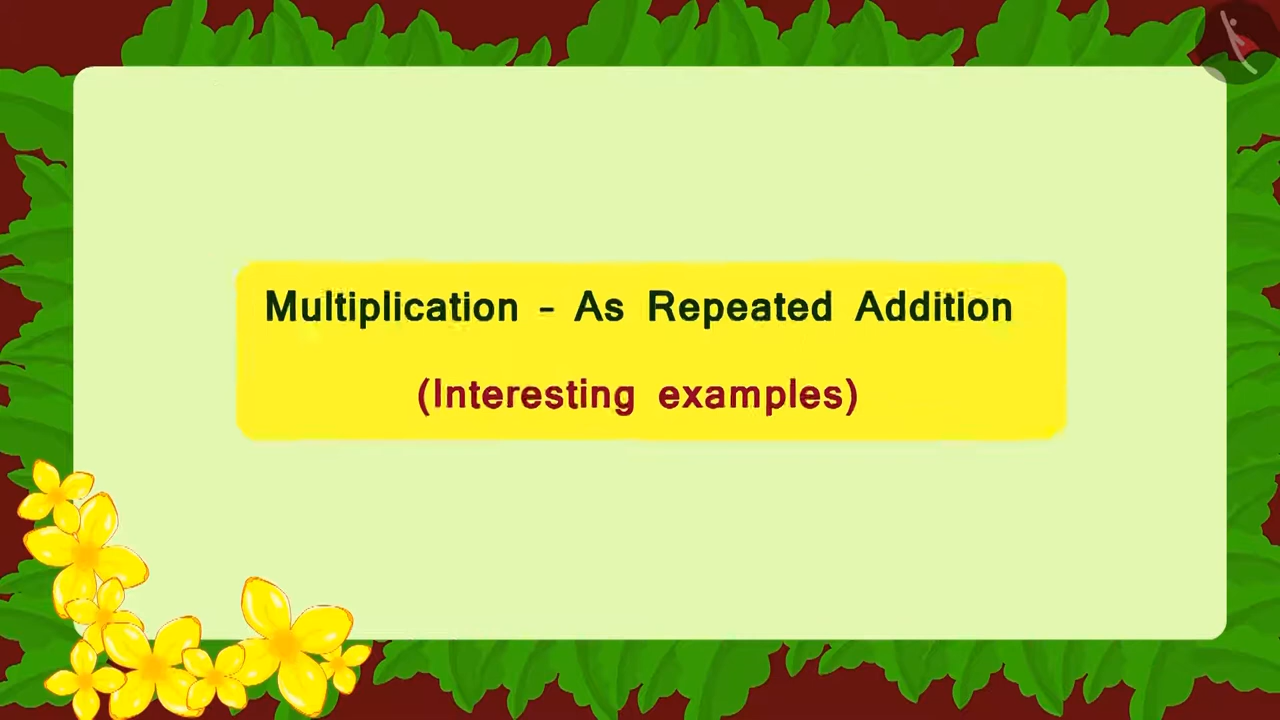 Multiplication - As Repeated Addition
(Interesting examples)